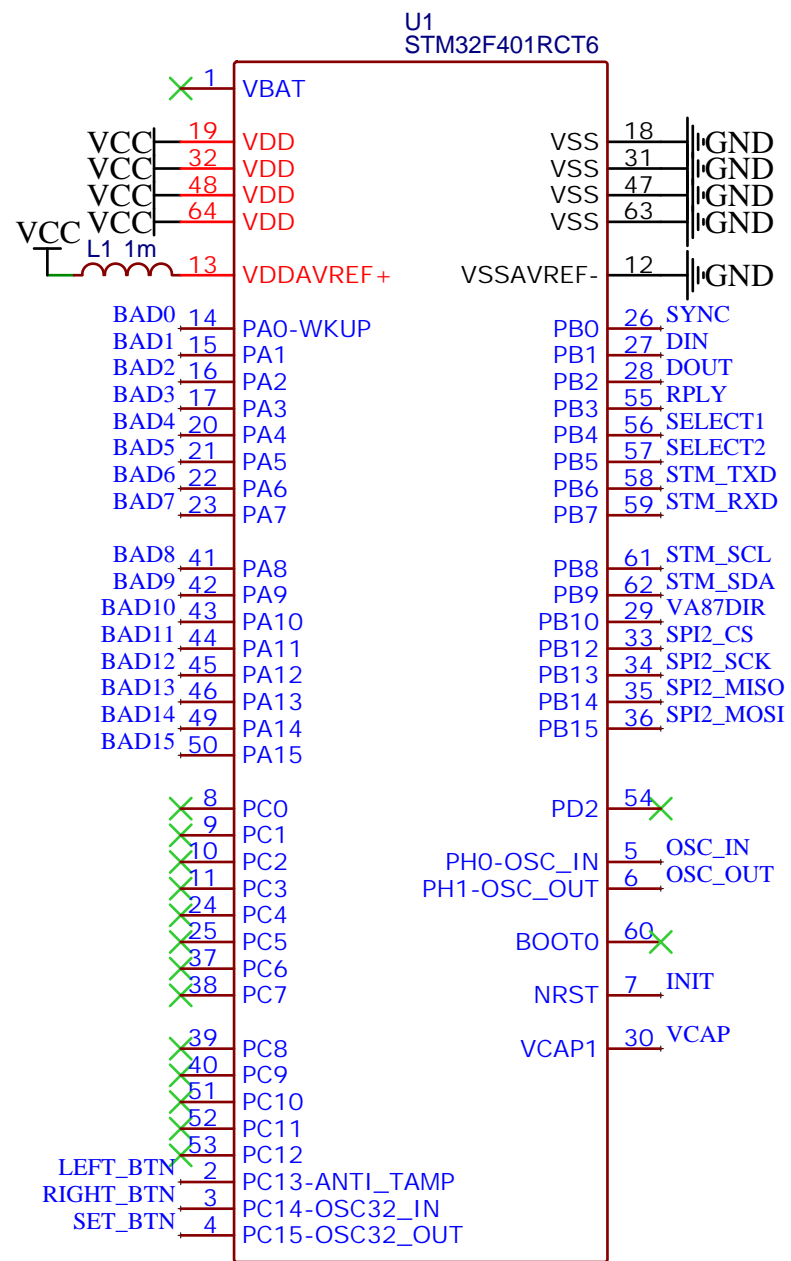 U1
STM32F401RCT6
1 VBAT
VCC 19 VDD VSS 18 GND
VCC 32 VDD VSS 31 GND
VCC 48 VDD VSS 47 GND
VCC 64 VDD VSS 63 GND
VCC L1 1m 13 VDDAVREF+ VSSAVREF- 12 GND
BAD0 14 PA0-WKUP PB0 26 SYNC
BAD1 15 PA1 PB1 27 DIN
BAD2 16 PA2 PB2 28 DOUT
BAD3 17 PA3 PB3 55 RPLY
BAD4 20 PA4 PB4 56 SELECT1
BAD5 21 PA5 PB5 57 SELECT2
BAD6 22 PA6 PB6 58 STM_TXD
BAD7 23 PA7 PB7 59 STM_RXD
BAD8 41 PA8 PB8 61 STM_SCL
BAD9 42 PA9 PB9 62 STM_SDA
BAD10 43 PA10 PB10 29 VA87DIR
BAD11 44 PA11 PB12 33 SPI2_CS
BAD12 45 PA12 PB13 34 SPI2_SCK
BAD13 46 PA13 PB14 35 SPI2_MISO
BAD14 49 PA14 PB15 36 SPI2_MOSI
BAD15 50 PA15
8 PC0 PD2 54
9 PC1
10 PC2 PH0-OSC_IN 5 OSC_IN
11 PC3 PH1-OSC_OUT 6 OSC_OUT
24 PC4
25 PC5 BOOT0 60
37 PC6
38 PC7 NRST 7 INIT
39 PC8 VCAP1 30 VCAP
40 PC9
51 PC10
52 PC11
53 PC12
LEFT_BTN 2 PC13-ANTI_TAMP
RIGHT_BTN 3 PC14-OSC32_IN
SET_BTN 4 PC15-OSC32_OUT